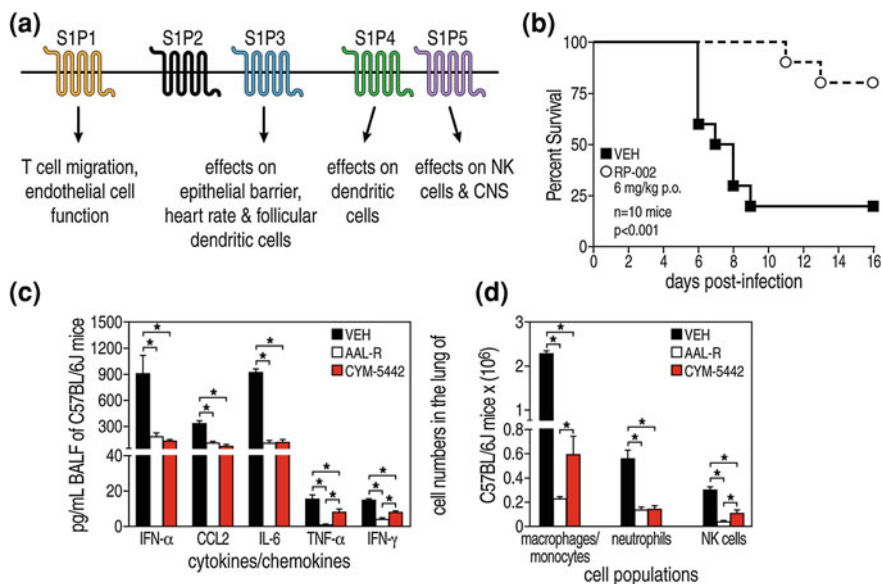 (a)
S1P1
S1P2
S1P3
S1P4
S1P5
T cell migration,
endothelial cell
function
effects on
epithelial barrier,
heart rate & follicular
dendritic cells
effects on
dendritic
cells
effects on NK
cells & CNS
(b)
Percent Survival
100
75
50
25
VEH
RP-002
6 mg/kg p.o.
n=10 mice
p<0.001
0 2 4 6 8 11 14 16
days post-infection
(c)
pg/mL BALF of C57BL/6J mice
1500
1200
900
600
300
40
20
0
* * * * * * * * * * * *
VEH
AAL-R
CYM-5442
IFN-α CCL2 IL-6 TNF-α IFN-γ
cytokines/chemokines
(d)
cell numbers in the lung of
C57BL/6J mice x (10⁶)
3
2
0.8
0.6
0.4
0.2
0
* * * * * * * *
VEH
AAL-R
CYM-5442
macrophages/
monocytes
neutrophils
NK cells
cell populations